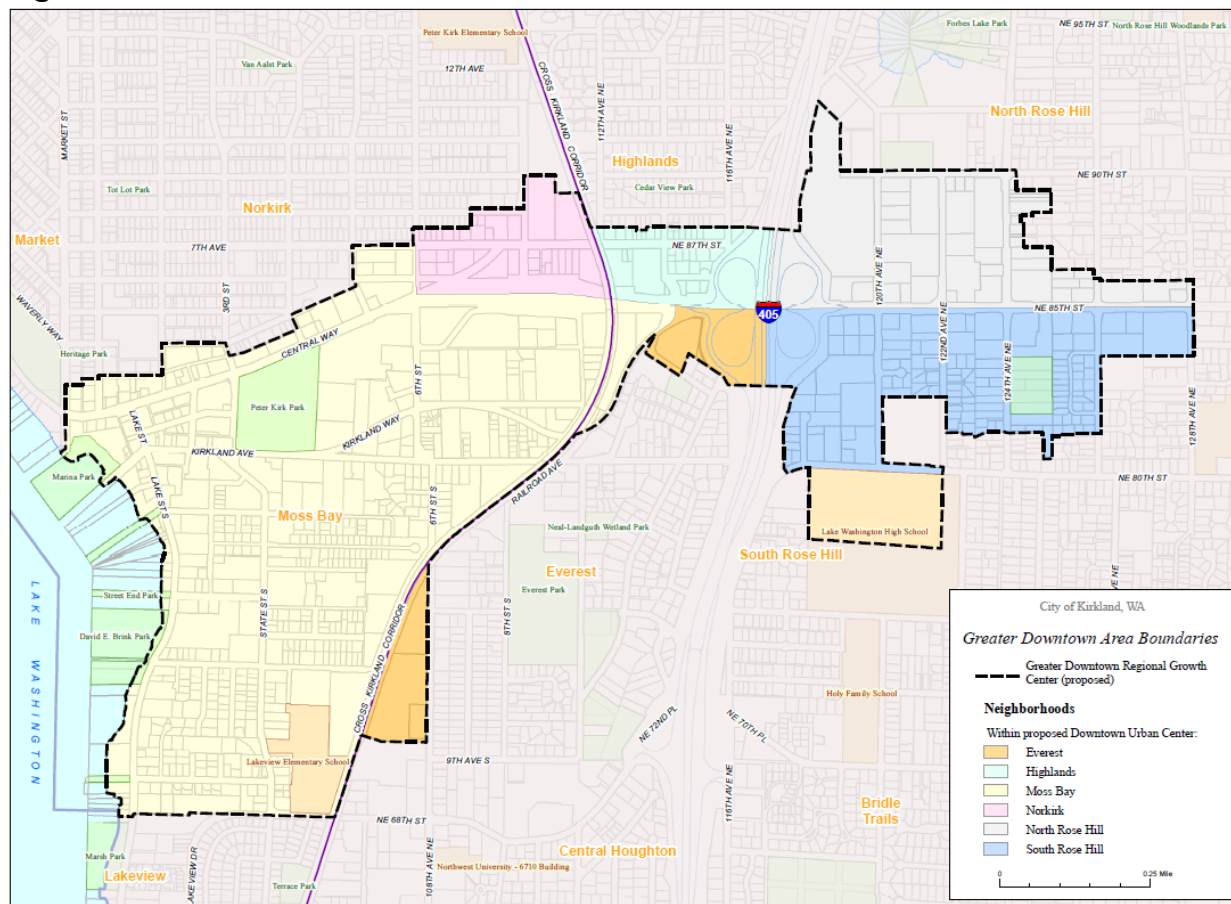 NE 95TH ST
Forbes Lake Park
North Rose Hill Woodlands Park
Peter Kirk Elementary School
Van Aalst Park
12TH AVE
CROSS KIRKLAND CORRIDOR
112TH AVE NE
116TH AVE NE
MARKET ST
North Rose Hill
Highlands
Cedar View Park
NE 90TH ST
Tot Lot Park
Norkirk
Market
7TH AVE
NE 87TH ST
3RD ST
120TH AVE NE
122ND AVE NE
NE 85TH ST
405
WAVERLY WAY
Heritage Park
CENTRAL WAY
6TH ST
124TH AVE NE
128TH AVE NE
Peter Kirk Park
LAKE ST
KIRKLAND WAY
KIRKLAND AVE
Marina Park
LAKE ST S
RAILROAD AVE
6TH ST S
NE 80TH ST
Moss Bay
Neal-Landguth Wetland Park
Lake Washington High School
South Rose Hill
Everest
Everest Park
Street End Park
STATE ST S
8TH ST S
David E. Brink Park
LAKE WASHINGTON
CROSS KIRKLAND CORRIDOR
Holy Family School
NE 72ND PL
NE 70TH PL
Lakeview Elementary School
9TH AVE S
116TH AVE NE
Bridle
Trails
NE 68TH ST
108TH AVE NE
Central Houghton
Marsh Park
Lakeview
LAKEVIEW DR
Terrace Park
Northwest University - 6710 Building
City of Kirkland, WA
Greater Downtown Area Boundaries
Greater Downtown Regional Growth
Center (proposed)
Neighborhoods
Within proposed Downtown Urban Center:
Everest
Highlands
Moss Bay
Norkirk
North Rose Hill
South Rose Hill
0 0.25 Mile